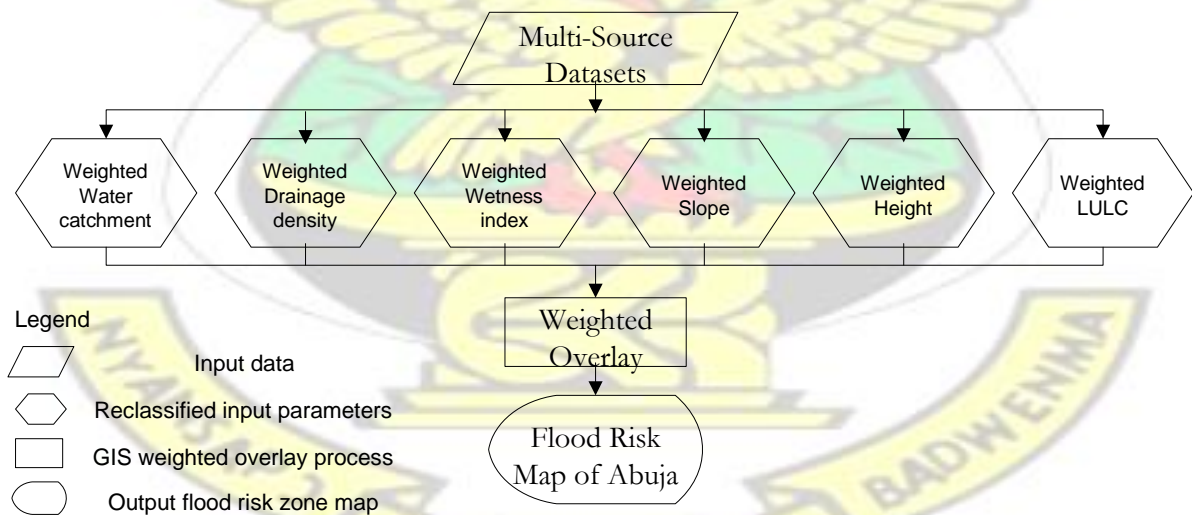 Multi-Source
Datasets
Weighted
Water
catchment
Weighted
Drainage
density
Weighted
Wetness
index
Weighted
Slope
Weighted
Height
Weighted
LULC
Weighted
Overlay
Flood Risk
Map of Abuja
Legend
Input data
Reclassified input parameters
GIS weighted overlay process
Output flood risk zone map
NYANSAPO
BADWENMA